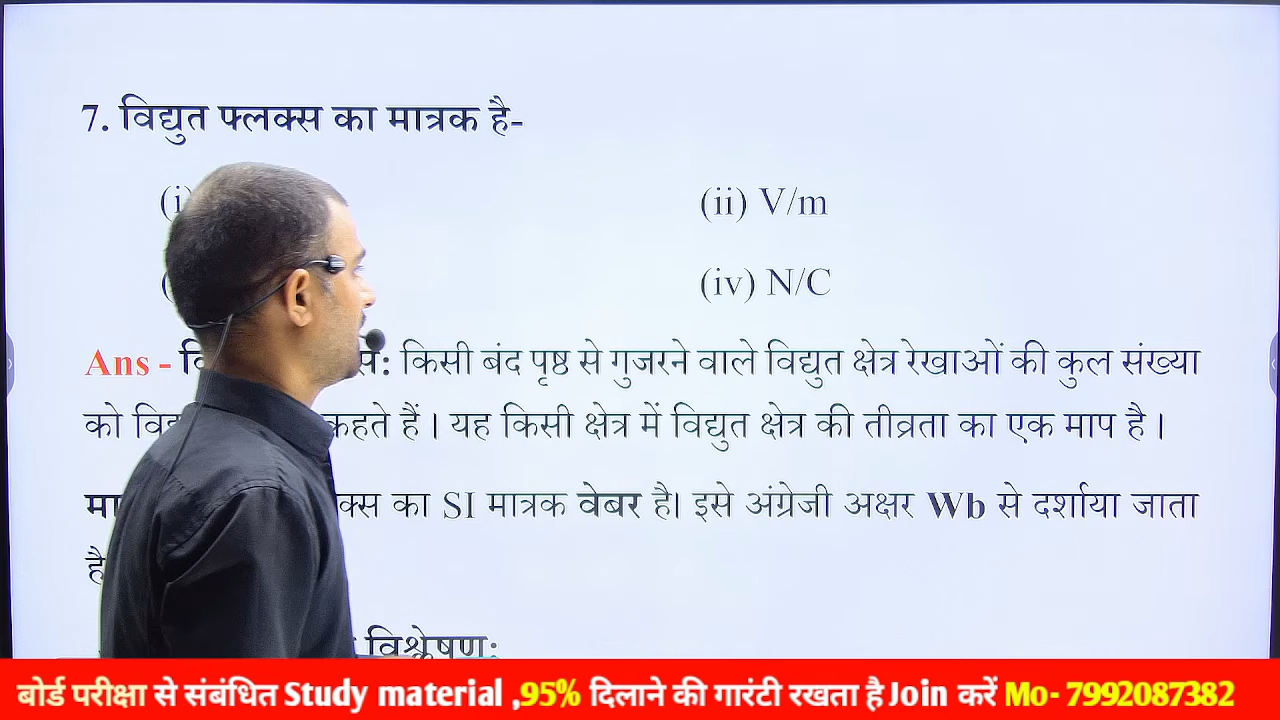 7. विद्युत फ्लक्स का मात्रक है-
(i)
(ii) V/m
(iv) N/C
Ans - किसी बंद पृष्ठ से गुजरने वाले विद्युत क्षेत्र रेखाओं की कुल संख्या
को कहते हैं। यह किसी क्षेत्र में विद्युत क्षेत्र की तीव्रता का एक माप है।
का SI मात्रक वेबर है। इसे अंग्रेजी अक्षर Wb से दर्शाया जाता
है
विश्लेषण:
बोर्ड परीक्षा से संबंधित Study material ,95% दिलाने की गारंटी रखता है Join करें Mo- 7992087382